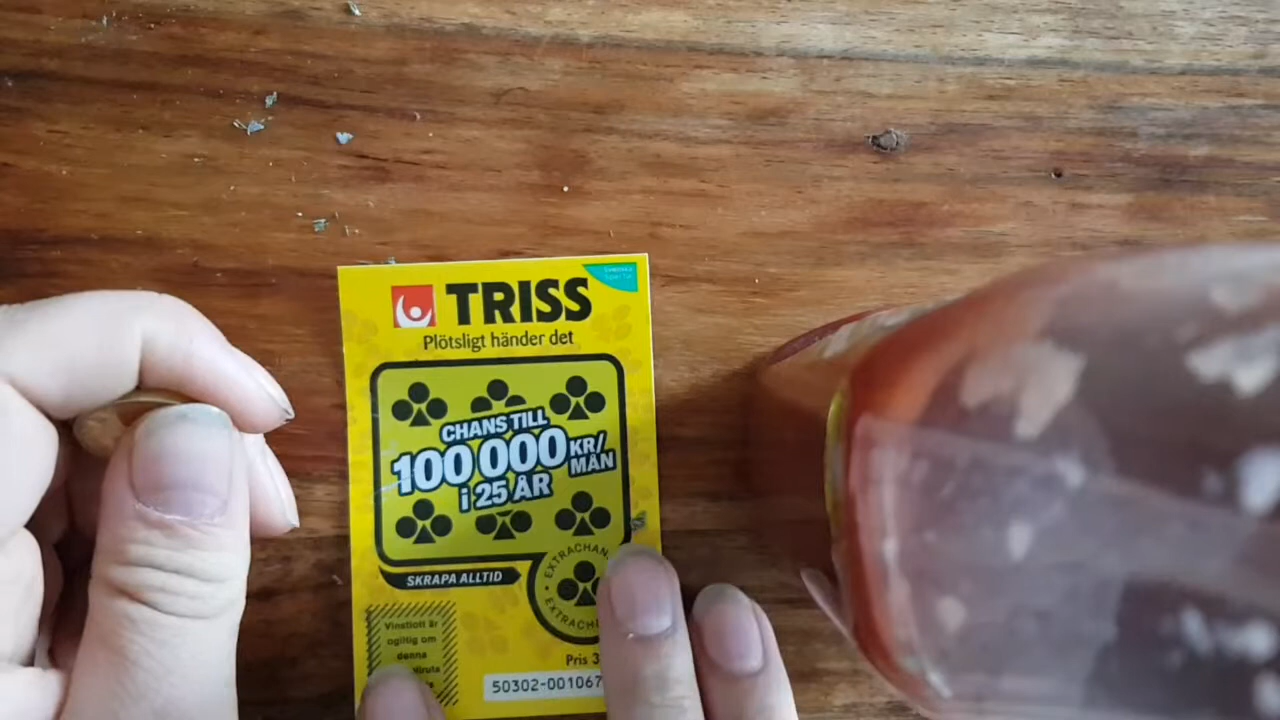 TRISS
Plötsligt händer det
CHANS TILL
100 000 KR/
MÅN
i 25 ÅR
SKRAPA ALLTID
EXTRACHAN
EXTRACH
Vinstlott är
ogiltig om
denna
Pris 3
50302-001067